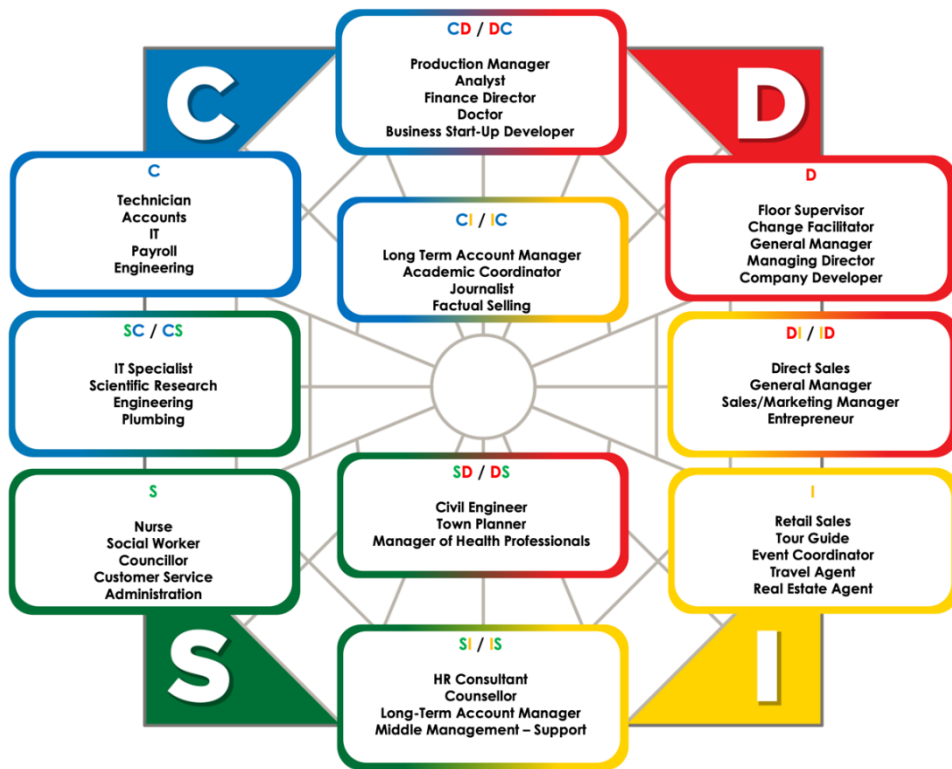 CD / DC
Production Manager
Analyst
Finance Director
Doctor
Business Start-Up Developer
C
D
C
Technician
Accounts
IT
Payroll
Engineering
CI / IC
Long Term Account Manager
Academic Coordinator
Journalist
Factual Selling
D
Floor Supervisor
Change Facilitator
General Manager
Managing Director
Company Developer
SC / CS
IT Specialist
Scientific Research
Engineering
Plumbing
DI / ID
Direct Sales
General Manager
Sales/Marketing Manager
Entrepreneur
S
Nurse
Social Worker
Councillor
Customer Service
Administration
SD / DS
Civil Engineer
Town Planner
Manager of Health Professionals
I
Retail Sales
Tour Guide
Event Coordinator
Travel Agent
Real Estate Agent
S
I
SI / IS
HR Consultant
Counsellor
Long-Term Account Manager
Middle Management – Support